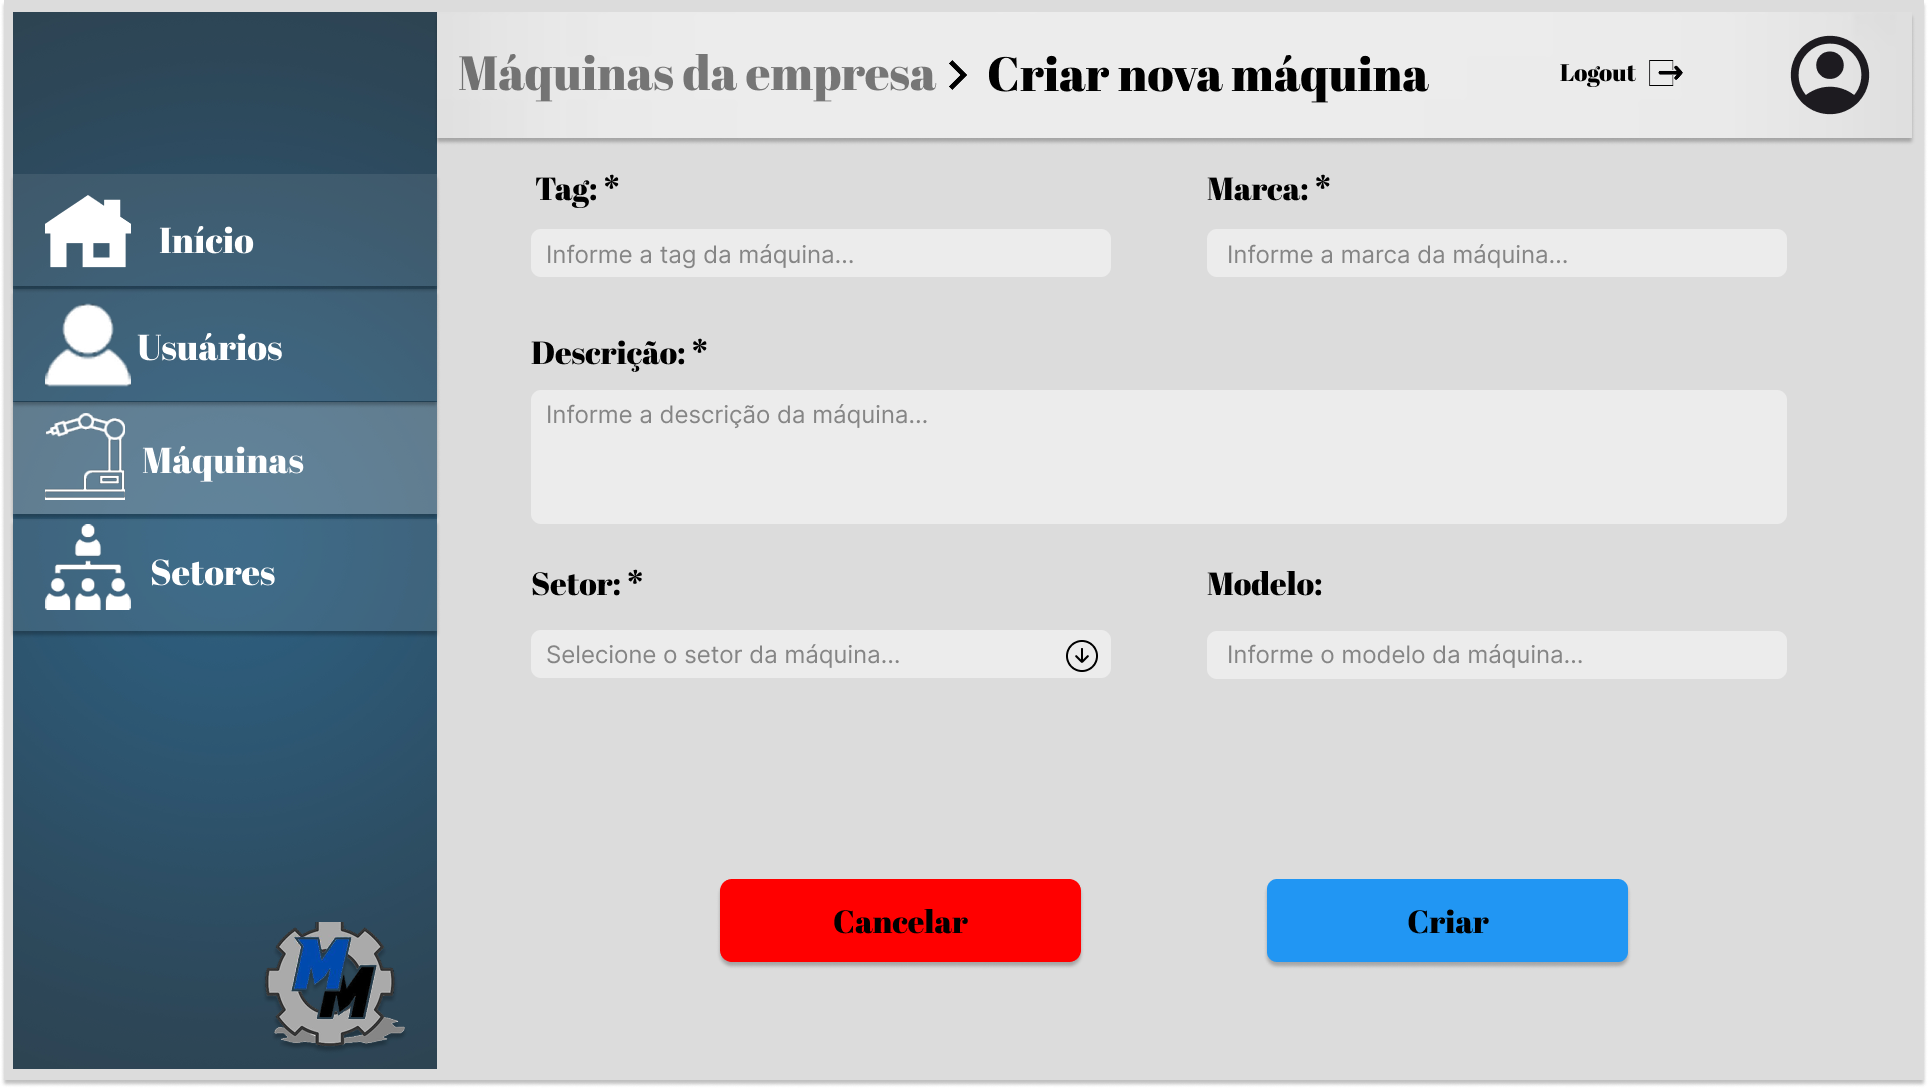 Máquinas da empresa > Criar nova máquina
Logout
Início
Usuários
Máquinas
Setores
MM
Tag: *
Informe a tag da máquina...
Marca: *
Informe a marca da máquina...
Descrição: *
Informe a descrição da máquina...
Setor: *
Selecione o setor da máquina...
Modelo:
Informe o modelo da máquina...
Cancelar
Criar